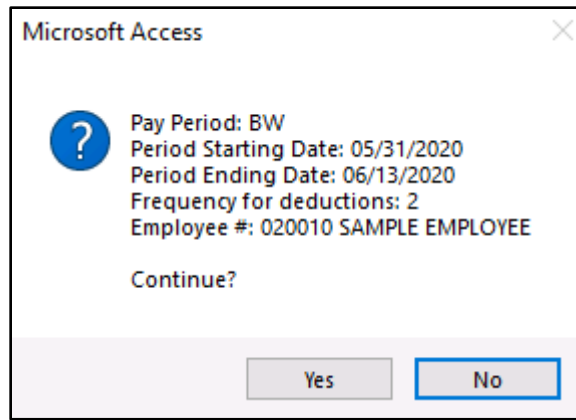 Microsoft Access
?
Pay Period: BW
Period Starting Date: 05/31/2020
Period Ending Date: 06/13/2020
Frequency for deductions: 2
Employee #: 020010 SAMPLE EMPLOYEE
Continue?
Yes
No